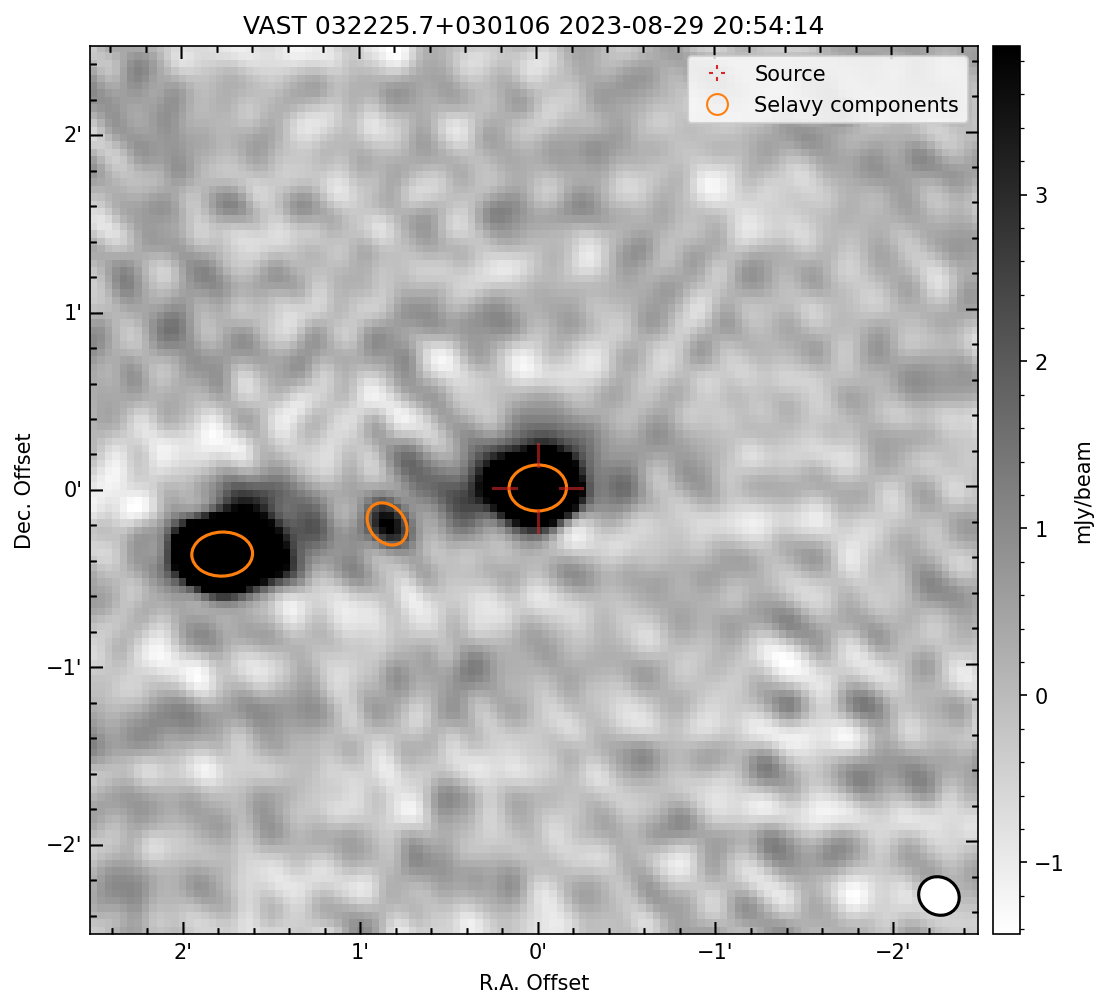 VAST 032225.7+030106 2023-08-29 20:54:14
Source
Selavy components
2'
1'
0'
−1'
−2'
Dec. Offset
2'
1'
0'
−1'
−2'
R.A. Offset
3
2
1
0
−1
mJy/beam